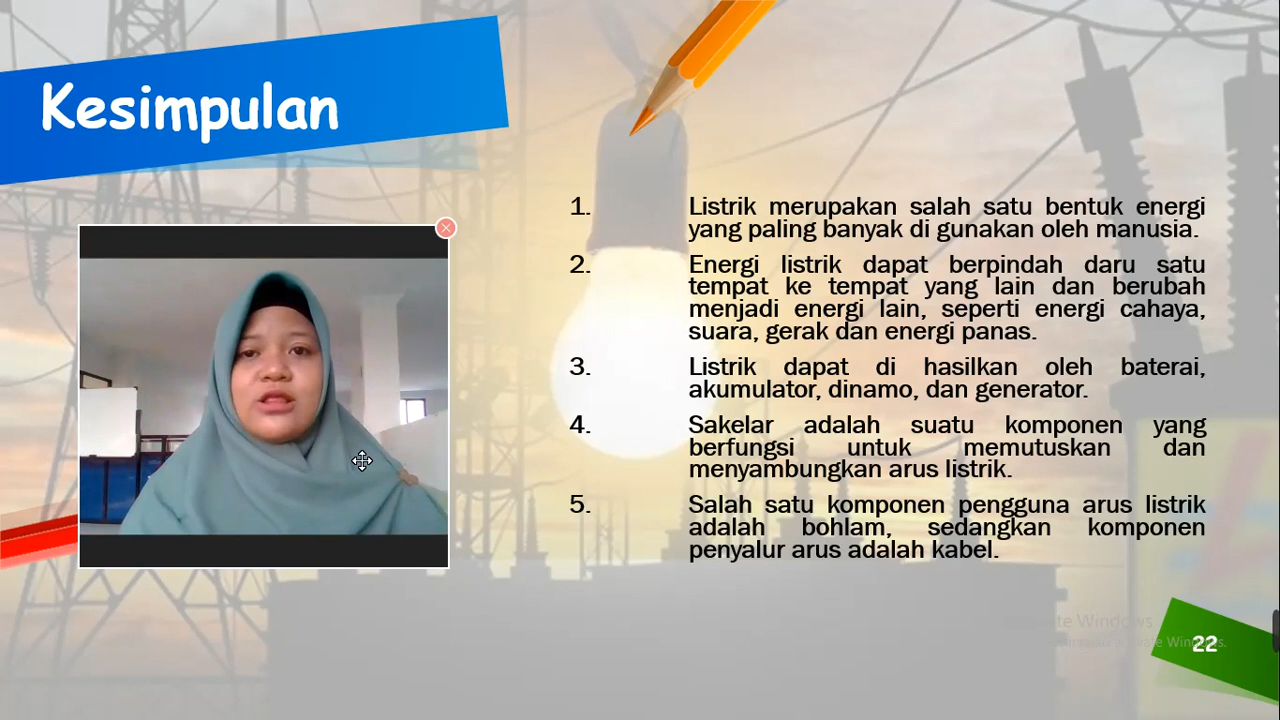 Kesimpulan
1. Listrik merupakan salah satu bentuk energi
yang paling banyak di gunakan oleh manusia.
2. Energi listrik dapat berpindah daru satu
tempat ke tempat yang lain dan berubah
menjadi energi lain, seperti energi cahaya,
suara, gerak dan energi panas.
3. Listrik dapat di hasilkan oleh baterai,
akumulator, dinamo, dan generator.
4. Sakelar adalah suatu komponen yang
berfungsi untuk memutuskan dan
menyambungkan arus listrik.
5. Salah satu komponen pengguna arus listrik
adalah bohlam, sedangkan komponen
penyalur arus adalah kabel.
Windows
Windows.
22